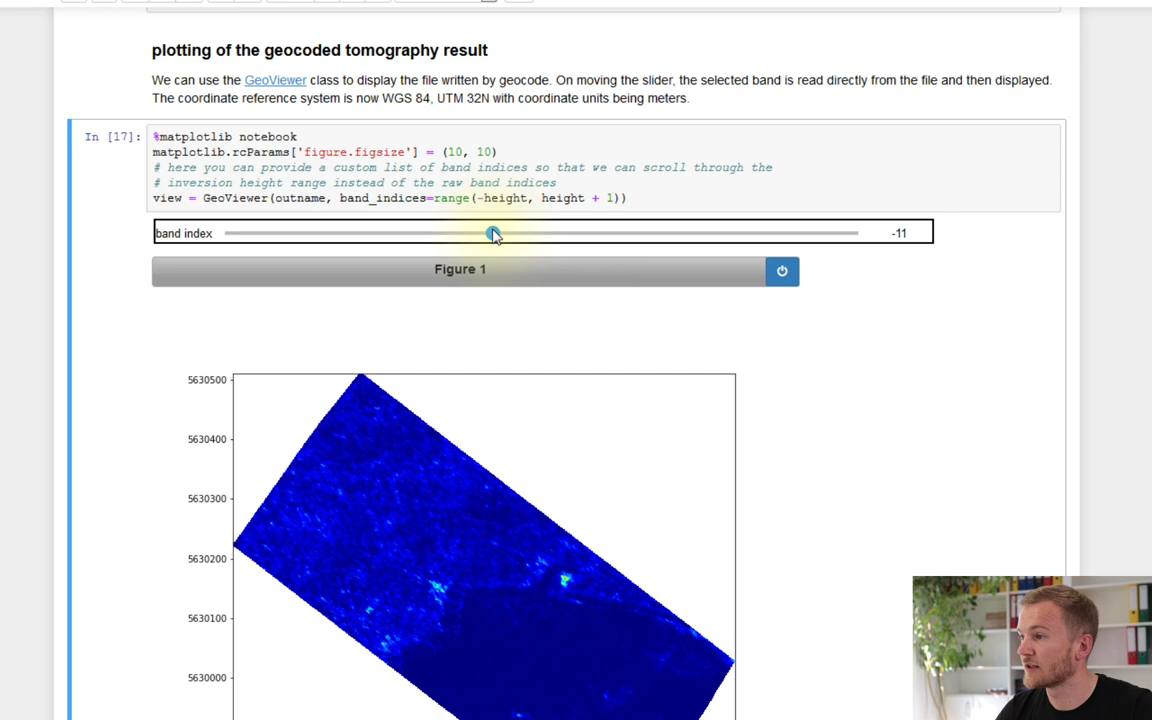 plotting of the geocoded tomography result
We can use the GeoViewer class to display the file written by geocode. On moving the slider, the selected band is read directly from the file and then displayed.
The coordinate reference system is now WGS 84, UTM 32N with coordinate units being meters.
In [17]:
%matplotlib notebook
matplotlib.rcParams['figure.figsize'] = (10, 10)
# here you can provide a custom list of band indices so that we can scroll through the
# inversion height range instead of the raw band indices
view = GeoViewer(outname, band_indices=range(-height, height + 1))
band index -11
Figure 1
5630500
5630400
5630300
5630200
5630100
5630000